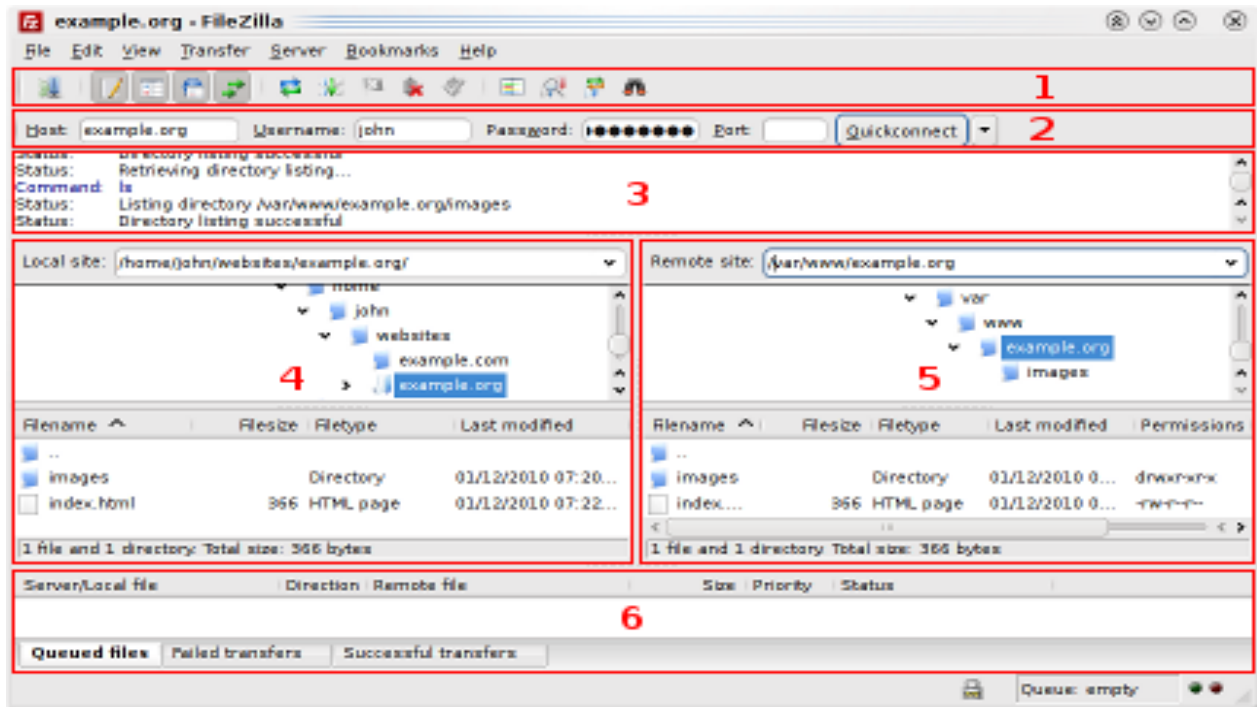 example.org - FileZilla
File Edit View Transfer Server Bookmarks Help
1
Host: example.org Username: john Password: ●●●●●●●●● Port: Quickconnect
2
Status: Directory listing successful
Status: Retrieving directory listing...
Command: ls
Status: Listing directory /var/www/example.org/images
Status: Directory listing successful
3
Local site: /home/john/websites/example.org/
home
john
websites
example.com
example.org
4
Filename Filesize Filetype Last modified
..
images Directory 01/12/2010 07:20...
index.html 366 HTML page 01/12/2010 07:22...
1 file and 1 directory. Total size: 366 bytes
Remote site: /var/www/example.org
var
www
example.org
images
5
Filename Filesize Filetype Last modified Permissions
..
images Directory 01/12/2010 0... drwxr-xr-x
index.... 366 HTML page 01/12/2010 0... -rw-r--r--
1 file and 1 directory. Total size: 366 bytes
Server/Local file Direction Remote file Size Priority Status
6
Queued files Failed transfers Successful transfers
Queue: empty